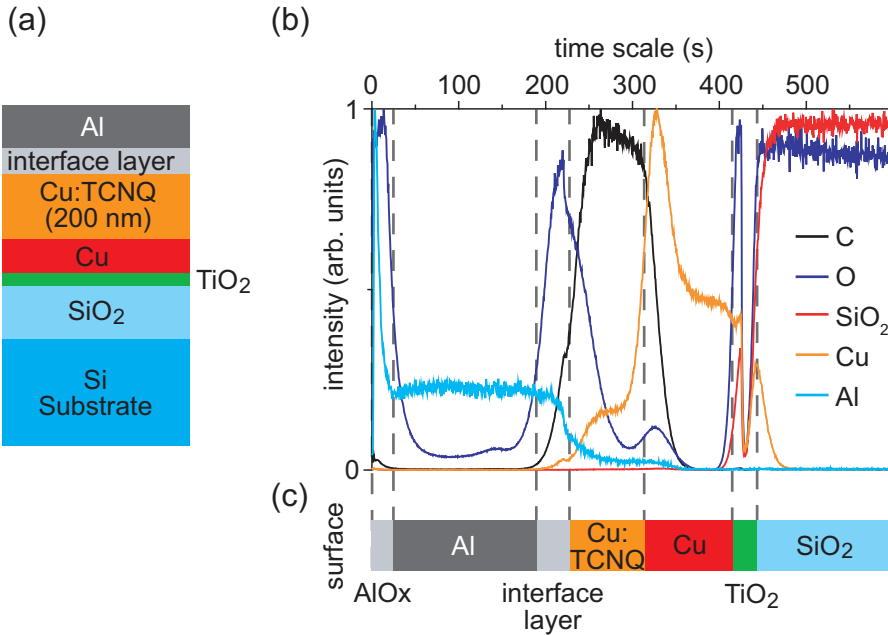 (a)
Al
interface layer
Cu:TCNQ
(200 nm)
Cu
TiO2
SiO2
Si
Substrate
(b)
time scale (s)
0 100 200 300 400 500
1
0
intensity (arb. units)
C
O
SiO2
Cu
Al
(c)
surface
Al
Cu:
TCNQ
Cu
SiO2
AlOx
interface
layer
TiO2